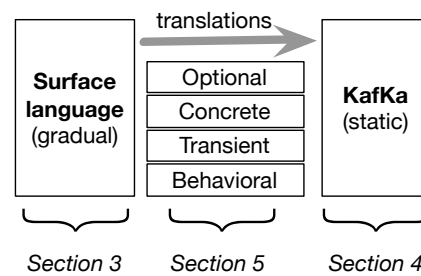 translations
Surface
language
(gradual)
Optional
Concrete
Transient
Behavioral
KafKa
(static)
Section 3
Section 5
Section 4